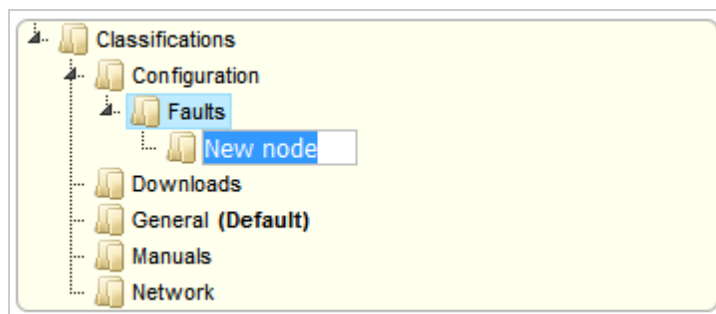 Classifications
Configuration
Faults
New node
Downloads
General (Default)
Manuals
Network